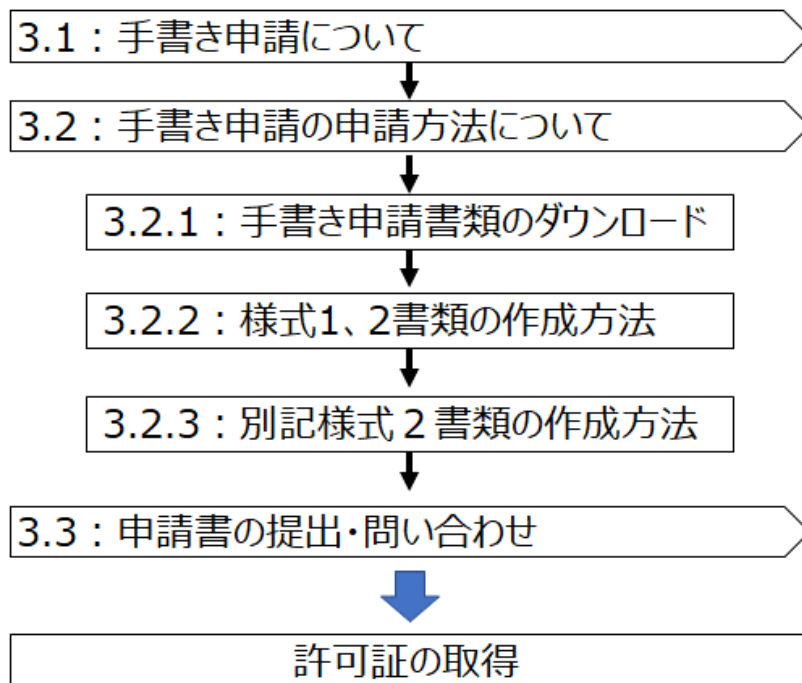 3.1：手書き申請について
3.2：手書き申請の申請方法について
3.2.1：手書き申請書類のダウンロード
3.2.2：様式1、2書類の作成方法
3.2.3：別記様式２書類の作成方法
3.3：申請書の提出・問い合わせ
許可証の取得